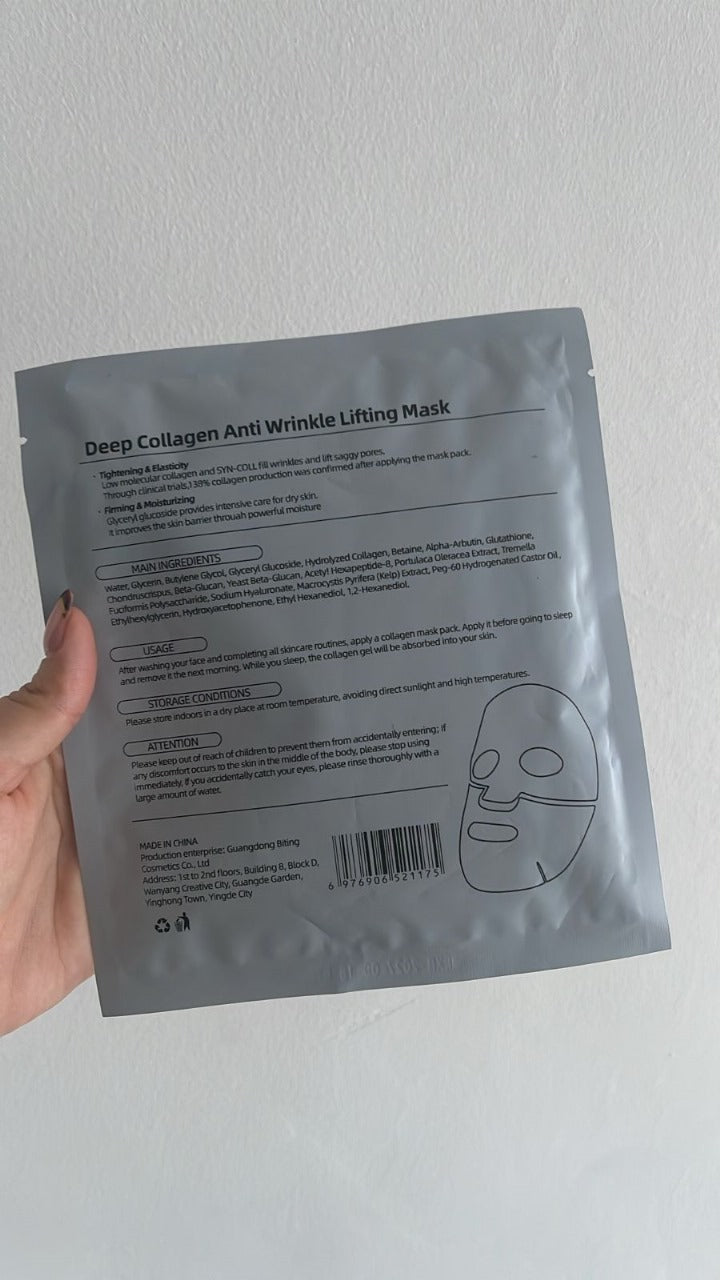 Deep Collagen Anti Wrinkle Lifting Mask
· Tightening & Elasticity
Low molecular collagen and SYN-COLL fill wrinkles and lift saggy pores.
Through clinical trials,138% collagen production was confirmed after applying the mask pack.
· Firming & Moisturizing
Glyceryl glucoside provides intensive care for dry skin.
it improves the skin barrier throuah powerful moisture
MAIN INGREDIENTS
Water, Glycerin, Butylene Glycol, Glyceryl Glucoside, Hydrolyzed Collagen, Betaine, Alpha-Arbutin, Glutathione,
Chondruscrispus, Beta-Glucan, Yeast Beta-Glucan, Acetyl Hexapeptide-8, Portulaca Oleracea Extract, Tremella
Fuciformis Polysaccharide, Sodium Hyaluronate, Macrocystis Pyrifera (Kelp) Extract, Peg-60 Hydrogenated Castor Oil,
Ethylhexylglycerin, Hydroxyacetophenone, Ethyl Hexanediol, 1,2-Hexanediol.
USAGE
After washing your face and completing all skincare routines, apply a collagen mask pack. Apply it before going to sleep
and remove it the next morning. While you sleep, the collagen gel will be absorbed into your skin.
STORAGE CONDITIONS
Please store indoors in a dry place at room temperature, avoiding direct sunlight and high temperatures.
ATTENTION
Please keep out of reach of children to prevent them from accidentally entering; if
any discomfort occurs to the skin in the middle of the body, please stop using
immediately. If you accidentally catch your eyes, please rinse thoroughly with a
large amount of water.
MADE IN CHINA
Production enterprise: Guangdong Biting
Cosmetics Co., Ltd
Address: 1st to 2nd floors, Building 8, Block D,
Wanyang Creative City, Guangde Garden,
Yinghong Town, Yingde City
6 976906 521175